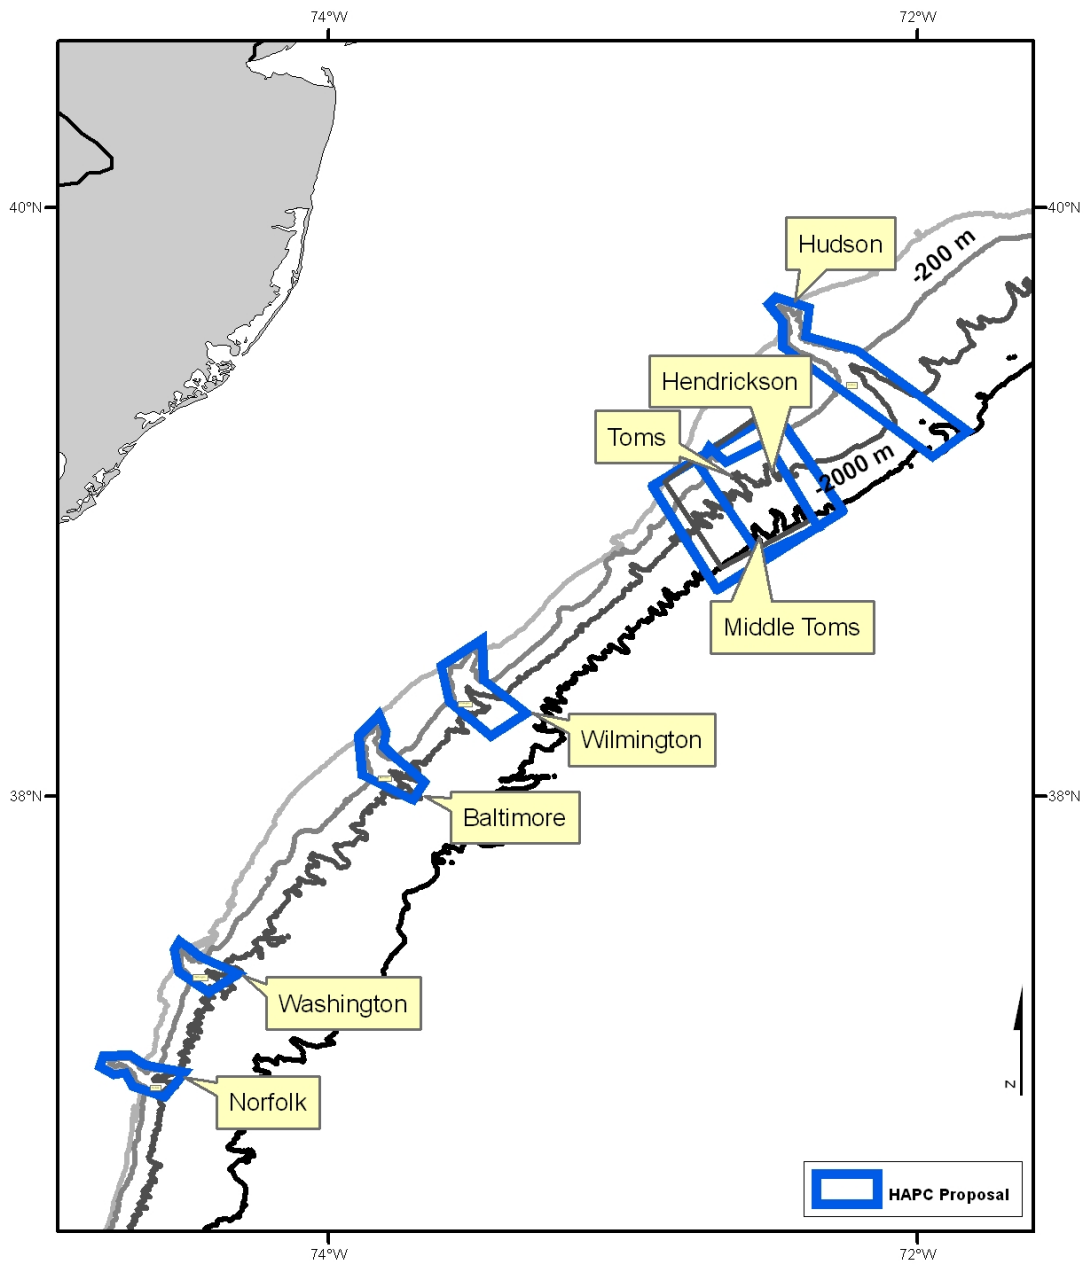 74°W
72°W
40°N
40°N
Hudson
-200 m
Hendrickson
Toms
-2000 m
Middle Toms
Wilmington
38°N
38°N
Baltimore
Washington
Norfolk
N
HAPC Proposal
74°W
72°W